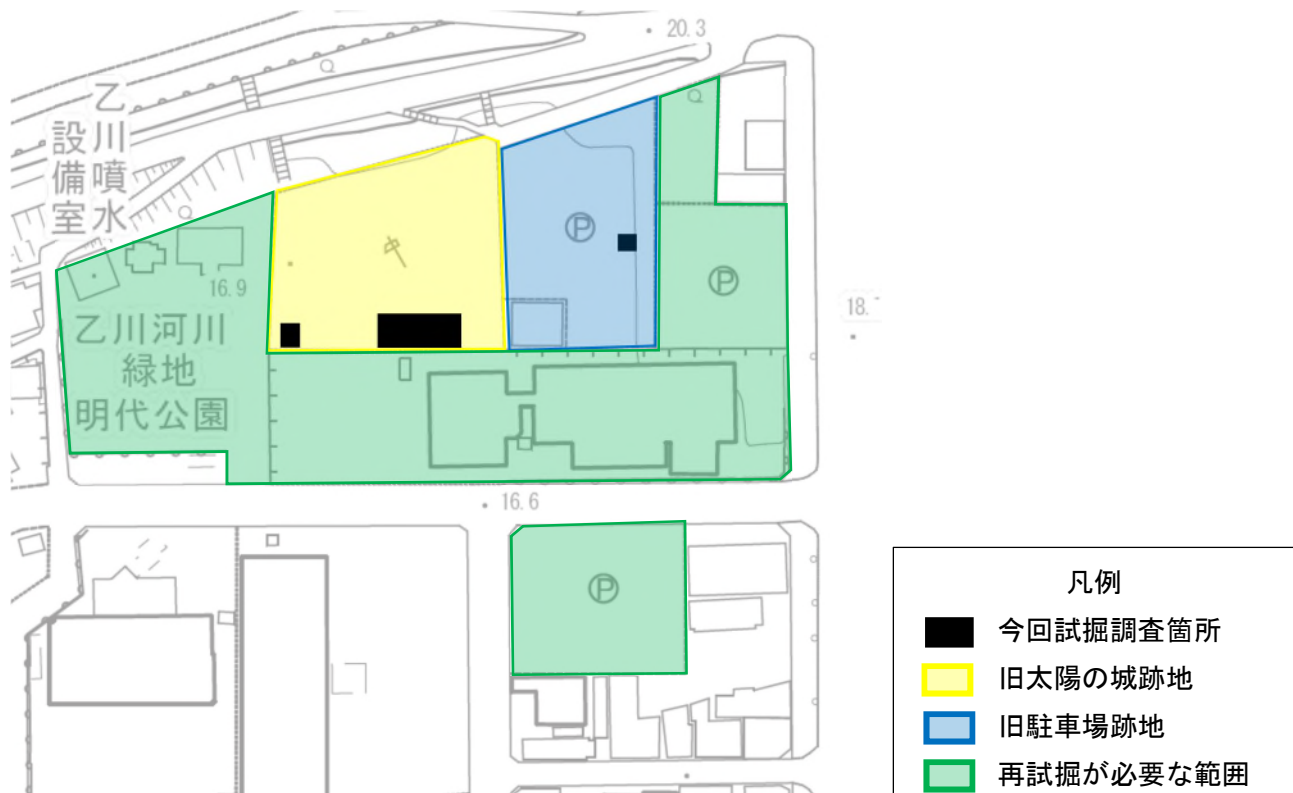 20.3
乙川噴水
設備室
16.9
乙川河川
緑地
明代公園
Ⓟ
Ⓟ
18.
16.6
Ⓟ
凡例
今回試掘調査箇所
旧太陽の城跡地
旧駐車場跡地
再試掘が必要な範囲